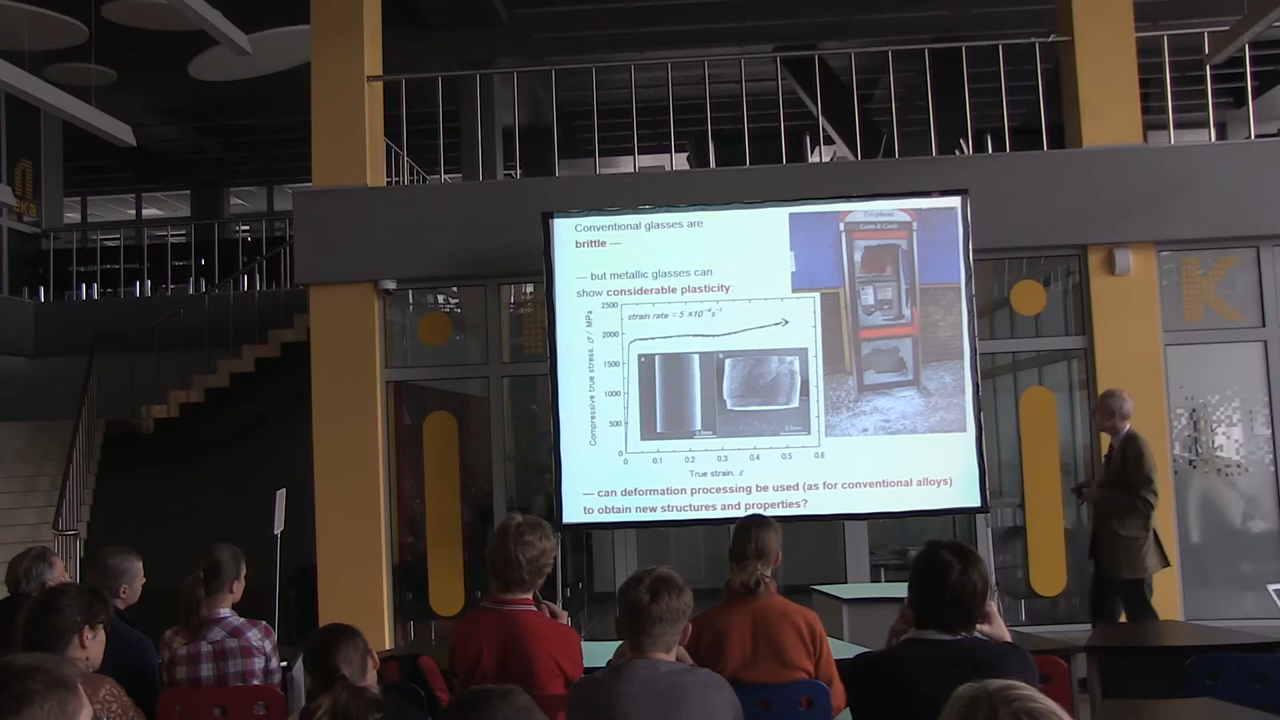 Conventional glasses are
brittle —
— but metallic glasses can
show considerable plasticity:
strain rate = 5 ×10⁻⁴s⁻¹
Compressive true stress, σ / MPa
2500
2000
1500
1000
500
0
0 0.1 0.2 0.3 0.4 0.5 0.6
True strain, ε
a
b
Telephone
— can deformation processing be used (as for conventional alloys)
to obtain new structures and properties?
K